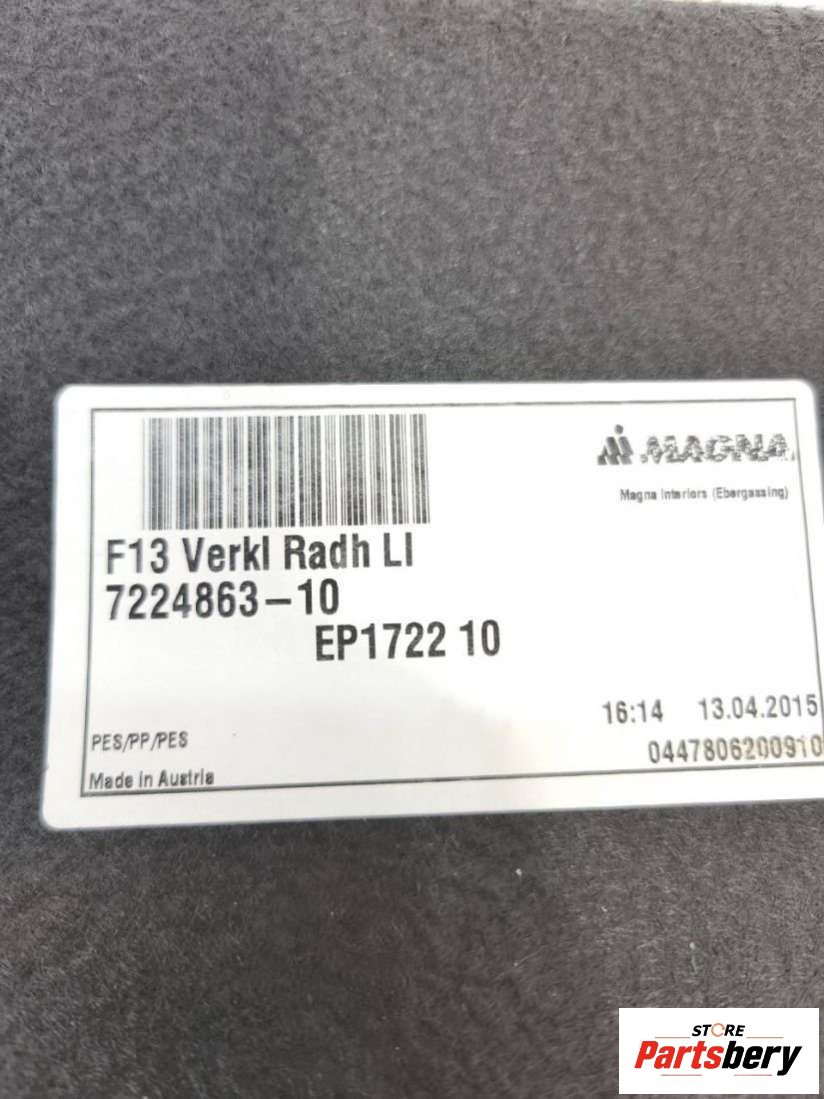 MAGNA
Magna Interiors (Ebergassing)
F13 Verkl Radh LI
7224863-10
EP1722 10
16:14 13.04.2015
PES/PP/PES
0447806200910
Made in Austria
STORE
Partsbery